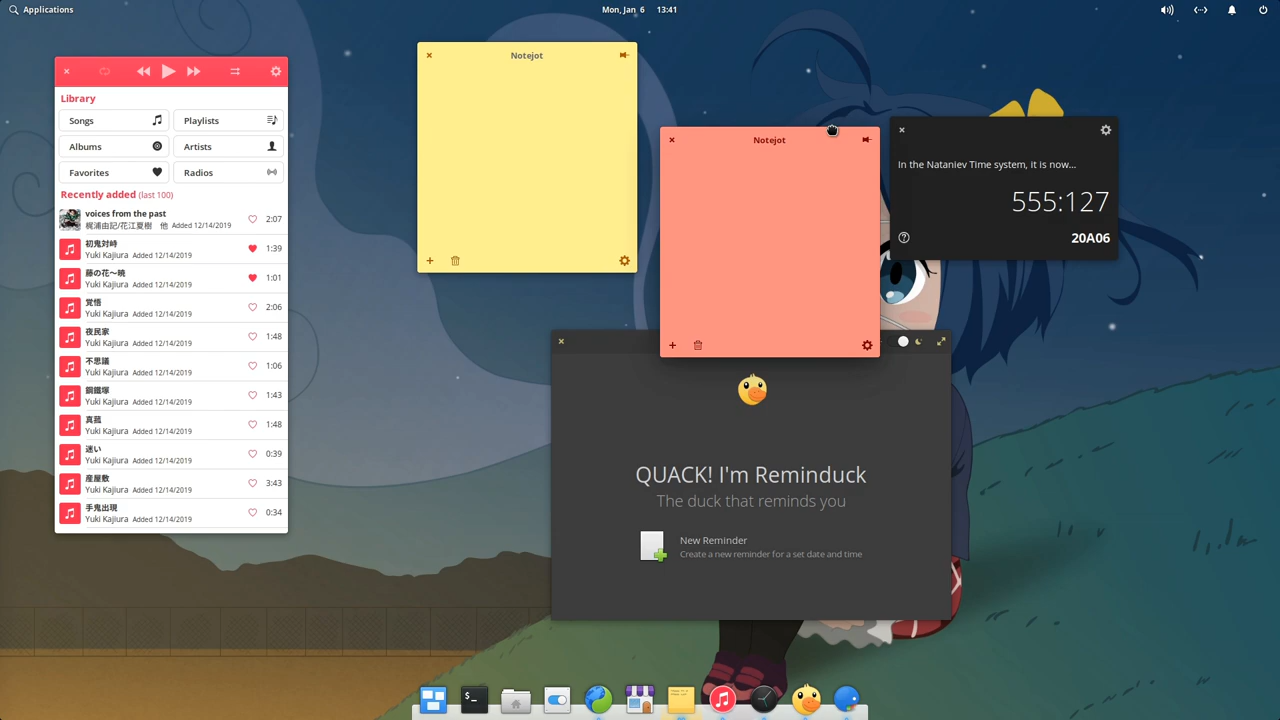 Applications
Mon, Jan 6 13:41
Library
Songs
Playlists
Albums
Artists
Favorites
Radios
Recently added (last 100)
voices from the past
梶浦由記/花江夏樹 他 Added 12/14/2019
2:07
初鬼対峙
Yuki Kajiura Added 12/14/2019
1:39
藤の花〜暁
Yuki Kajiura Added 12/14/2019
1:01
覚悟
Yuki Kajiura Added 12/14/2019
2:06
夜民家
Yuki Kajiura Added 12/14/2019
1:48
不思議
Yuki Kajiura Added 12/14/2019
1:06
鋼鐵塚
Yuki Kajiura Added 12/14/2019
1:43
真菰
Yuki Kajiura Added 12/14/2019
1:48
迷い
Yuki Kajiura Added 12/14/2019
0:39
産屋敷
Yuki Kajiura Added 12/14/2019
3:43
手鬼出現
Yuki Kajiura Added 12/14/2019
0:34
Notejot
Notejot
In the Nataniev Time system, it is now...
555:127
20A06
QUACK! I'm Reminduck
The duck that reminds you
New Reminder
Create a new reminder for a set date and time